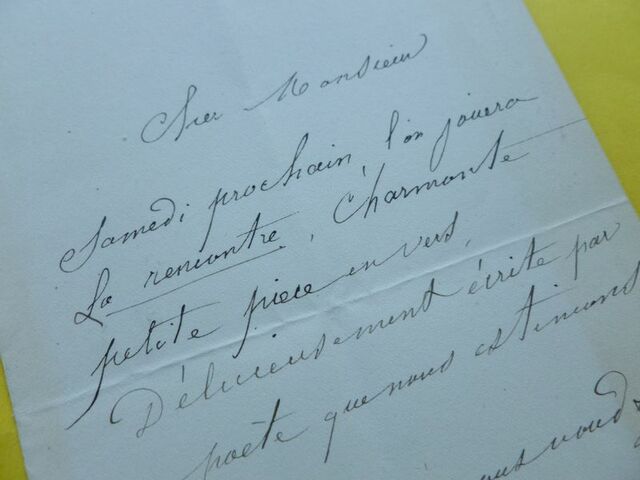 Cher Monsieur
Samedi prochain, l'on jouera
La rencontre, Charmante
petite pièce en vers,
Délicieusement écrite par
poète que nous estimons
vous